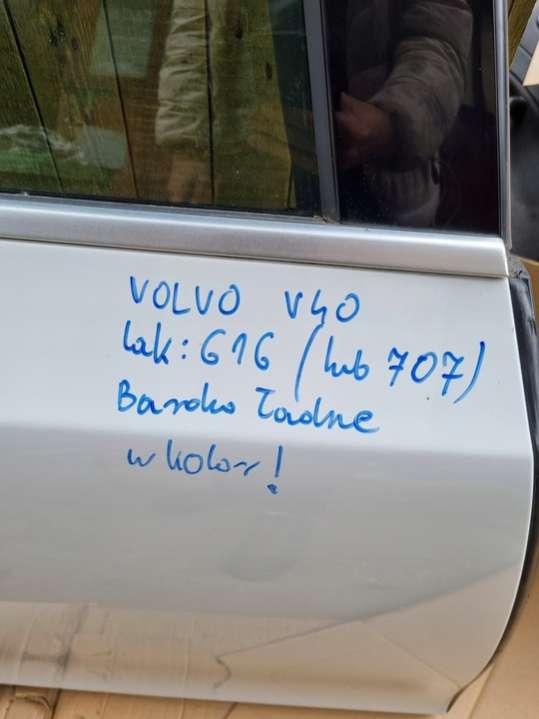 VOLVO V40
lak: 616 (lub 707)
Bardzo Ładne
w kolor!